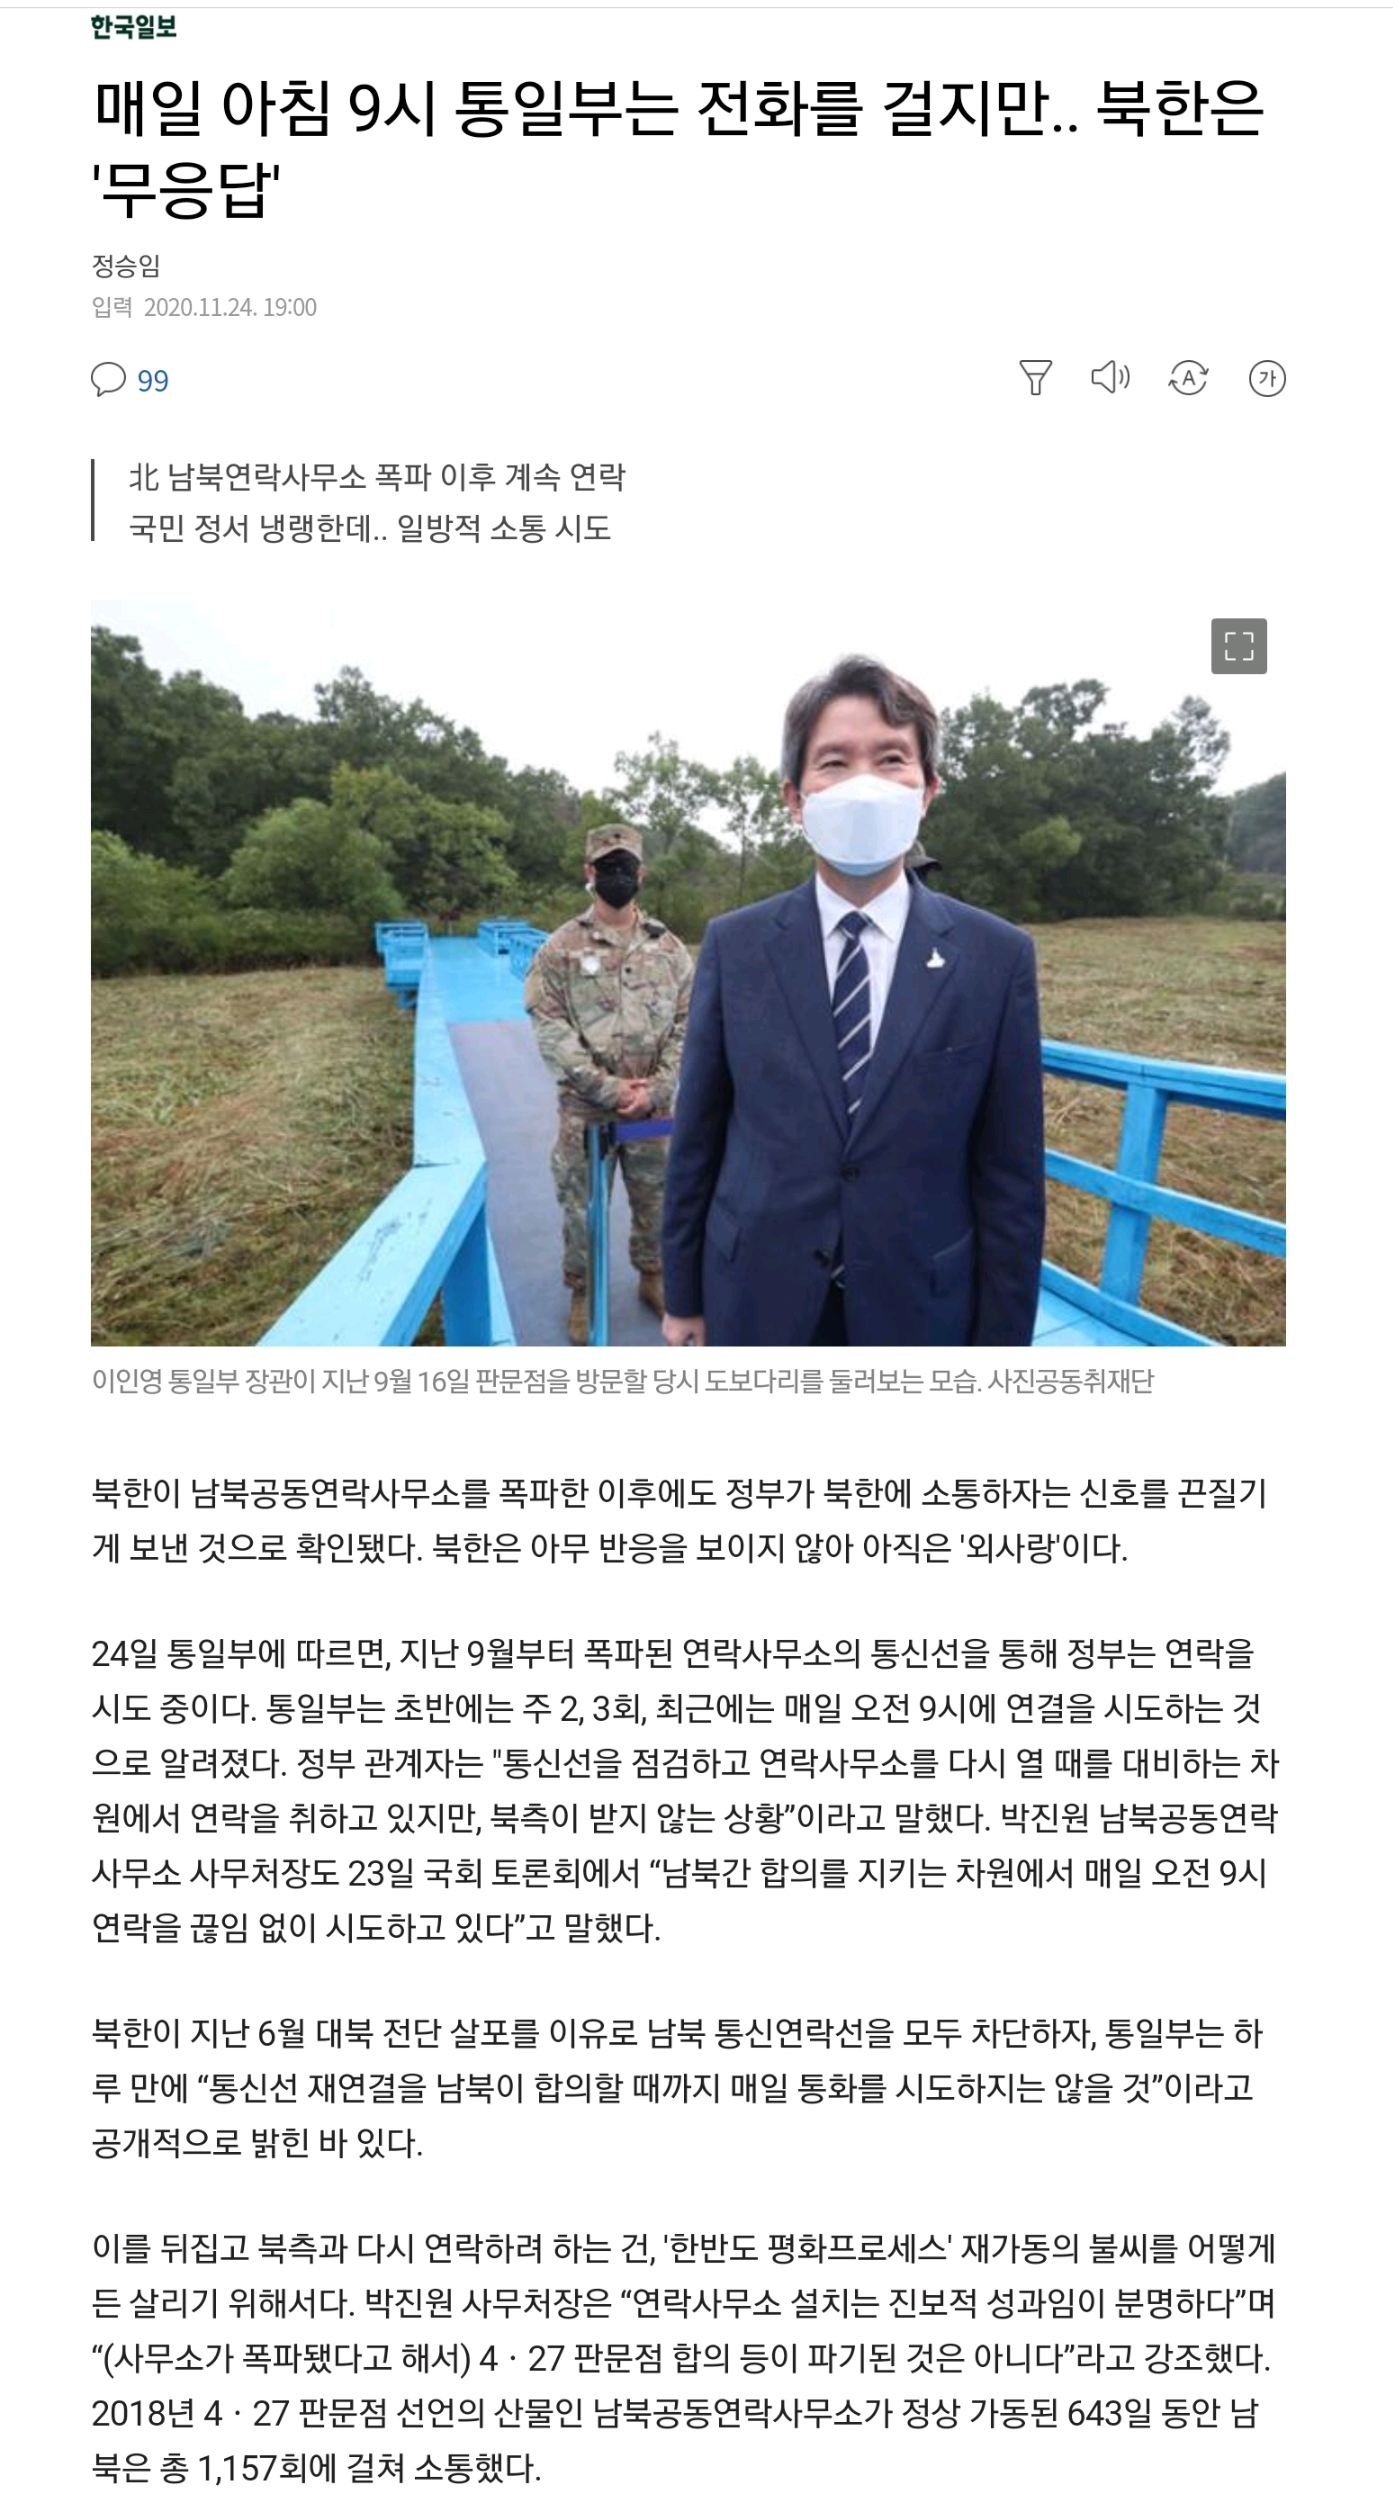 한국일보
매일 아침 9시 통일부는 전화를 걸지만.. 북한은
'무응답'
정승임
입력 2020.11.24. 19:00
99
A
가
北 남북연락사무소 폭파 이후 계속 연락
국민 정서 냉랭한데.. 일방적 소통 시도
이인영 통일부 장관이 지난 9월 16일 판문점을 방문할 당시 도보다리를 둘러보는 모습. 사진공동취재단
북한이 남북공동연락사무소를 폭파한 이후에도 정부가 북한에 소통하자는 신호를 끈질기
게 보낸 것으로 확인됐다. 북한은 아무 반응을 보이지 않아 아직은 '외사랑'이다.
24일 통일부에 따르면, 지난 9월부터 폭파된 연락사무소의 통신선을 통해 정부는 연락을
시도 중이다. 통일부는 초반에는 주 2, 3회, 최근에는 매일 오전 9시에 연결을 시도하는 것
으로 알려졌다. 정부 관계자는 "통신선을 점검하고 연락사무소를 다시 열 때를 대비하는 차
원에서 연락을 취하고 있지만, 북측이 받지 않는 상황”이라고 말했다. 박진원 남북공동연락
사무소 사무처장도 23일 국회 토론회에서 “남북간 합의를 지키는 차원에서 매일 오전 9시
연락을 끊임 없이 시도하고 있다”고 말했다.
북한이 지난 6월 대북 전단 살포를 이유로 남북 통신연락선을 모두 차단하자, 통일부는 하
루 만에 “통신선 재연결을 남북이 합의할 때까지 매일 통화를 시도하지는 않을 것”이라고
공개적으로 밝힌 바 있다.
이를 뒤집고 북측과 다시 연락하려 하는 건, '한반도 평화프로세스' 재가동의 불씨를 어떻게
든 살리기 위해서다. 박진원 사무처장은 “연락사무소 설치는 진보적 성과임이 분명하다”며
“(사무소가 폭파됐다고 해서) 4ㆍ27 판문점 합의 등이 파기된 것은 아니다”라고 강조했다.
2018년 4ㆍ27 판문점 선언의 산물인 남북공동연락사무소가 정상 가동된 643일 동안 남
북은 총 1,157회에 걸쳐 소통했다.